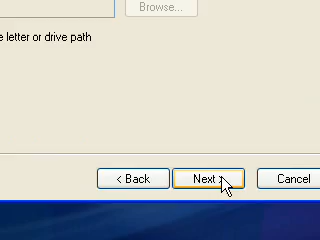 Browse...
letter or drive path
< Back
Next >
Cancel